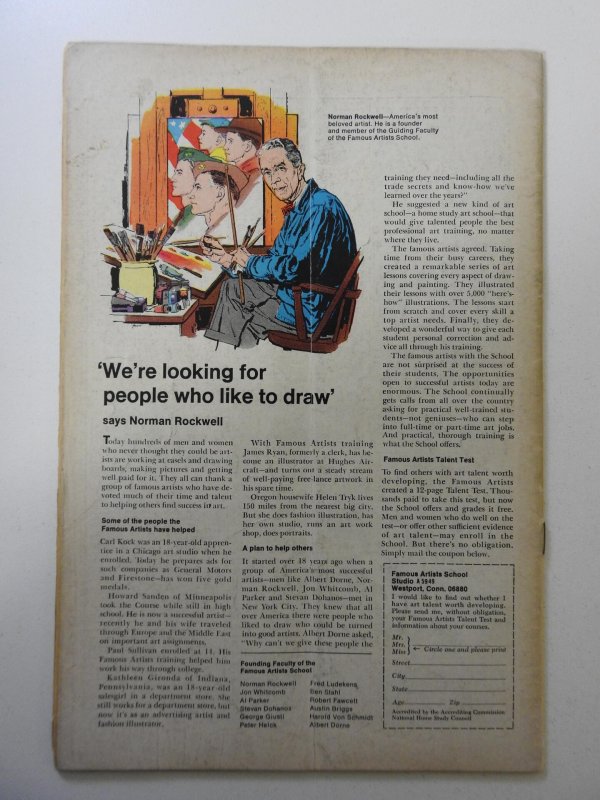 Norman Rockwell—America's most
beloved artist. He is a founder
and member of the Guiding Faculty
of the Famous Artists School.
'We're looking for
people who like to draw'
says Norman Rockwell
Today hundreds of men and women
who never thought they could be art-
ists are working at easels and drawing
boards, making pictures and getting
well paid for it. They all can thank a
group of famous artists who have de-
voted much of their time and talent
to helping others find success in art.
Some of the people the
Famous Artists have helped
Carl Kock was an 18-year-old appren-
tice in a Chicago art studio when he
enrolled. Today he prepares ads for
such companies as General Motors
and Firestone—has won five gold
medals.
Howard Sanden of Minneapolis
took the Course while still in high
school. He is now a successful artist—
recently he and his wife traveled
through Europe and the Middle East
on important art assignments.
Paul Sullivan enrolled at 11. His
Famous Artists training helped him
work his way through college.
Kathleen Gironda of Indiana,
Pennsylvania, was an 18-year-old
salesgirl in a department store. She
still works for a department store, but
now it's as an advertising artist and
fashion illustrator.
With Famous Artists training
James Ryan, formerly a clerk, has be-
come an illustrator at Hughes Air-
craft—and turns out a steady stream
of well-paying free-lance artwork in
his spare time.
Oregon housewife Helen Tryk lives
150 miles from the nearest big city.
But she does fashion illustration, has
her own studio, runs an art work
shop, does portraits.
A plan to help others
It started over 18 years ago when a
group of America's most successful
artists—men like Albert Dorne, Nor-
man Rockwell, Jon Whitcomb, Al
Parker and Stevan Dohanos—met in
New York City. They knew that all
over America there were people who
liked to draw who could be turned
into good artists. Albert Dorne asked,
"Why can't we give these people the
Founding Faculty of the
Famous Artists School
Norman Rockwell
Jon Whitcomb
Al Parker
Stevan Dohanos
George Giusti
Peter Helck
Fred Ludekens
Ben Stahl
Robert Fawcett
Austin Briggs
Harold Von Schmidt
Albert Dorne
training they need—including all the
trade secrets and know-how we've
learned over the years?"
He suggested a new kind of art
school—a home study art school—that
would give talented people the best
professional art training, no matter
where they live.
The famous artists agreed. Taking
time from their busy careers, they
created a remarkable series of art
lessons covering every aspect of draw-
ing and painting. They illustrated
their lessons with over 5,000 "here's-
how" illustrations. The lessons start
from scratch and cover every skill a
top artist needs. Finally, they de-
veloped a wonderful way to give each
student personal correction and ad-
vice all through his training.
The famous artists with the School
are not surprised at the success of
their students. The opportunities
open to successful artists today are
enormous. The School continually
gets calls from all over the country
asking for practical well-trained stu-
dents—not geniuses—who can step
into full-time or part-time art jobs.
And practical, thorough training is
what the School offers.
Famous Artists Talent Test
To find others with art talent worth
developing, the Famous Artists
created a 12-page Talent Test. Thou-
sands paid to take this test, but now
the School offers and grades it free.
Men and women who do well on the
test—or offer other sufficient evidence
of art talent—may enroll in the
School. But there's no obligation.
Simply mail the coupon below.
Famous Artists School
Studio A 5949
Westport, Conn. 06880
I would like to find out whether I
have art talent worth developing.
Please send me, without obligation,
your Famous Artists Talent Test and
information about your courses.
Mr.
Mrs.
Miss
Circle one and please print
Street
City
State
Age Zip
Accredited by the Accrediting Commission
National Home Study Council